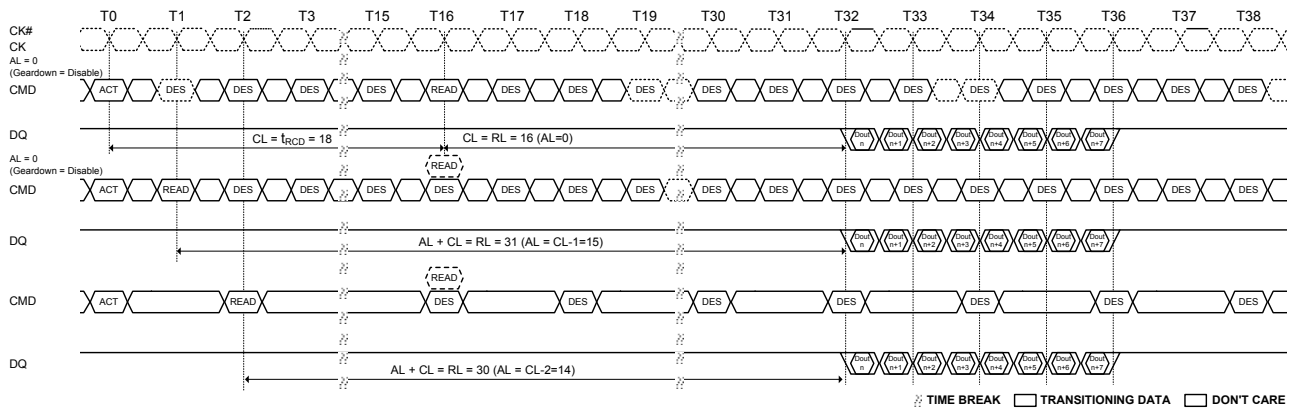 T0 T1 T2 T3 T15 T16 T17 T18 T19 T30 T31 T32 T33 T34 T35 T36 T37 T38
CK#
CK
AL = 0
(Geardown = Disable)
CMD ACT DES DES DES DES READ DES DES DES DES DES DES DES DES DES DES DES DES
DQ CL = tRCD = 18 CL = RL = 16 (AL=0) Dout n Dout n+1 Dout n+2 Dout n+3 Dout n+4 Dout n+5 Dout n+6 Dout n+7
AL = 0
(Geardown = Disable)
READ
CMD ACT READ DES DES DES DES DES DES DES DES DES DES DES DES DES DES DES DES
DQ AL + CL = RL = 31 (AL = CL-1=15) Dout n Dout n+1 Dout n+2 Dout n+3 Dout n+4 Dout n+5 Dout n+6 Dout n+7
READ
CMD ACT READ DES DES DES DES DES DES DES
DQ AL + CL = RL = 30 (AL = CL-2=14) Dout n Dout n+1 Dout n+2 Dout n+3 Dout n+4 Dout n+5 Dout n+6 Dout n+7
TIME BREAK TRANSITIONING DATA DON'T CARE